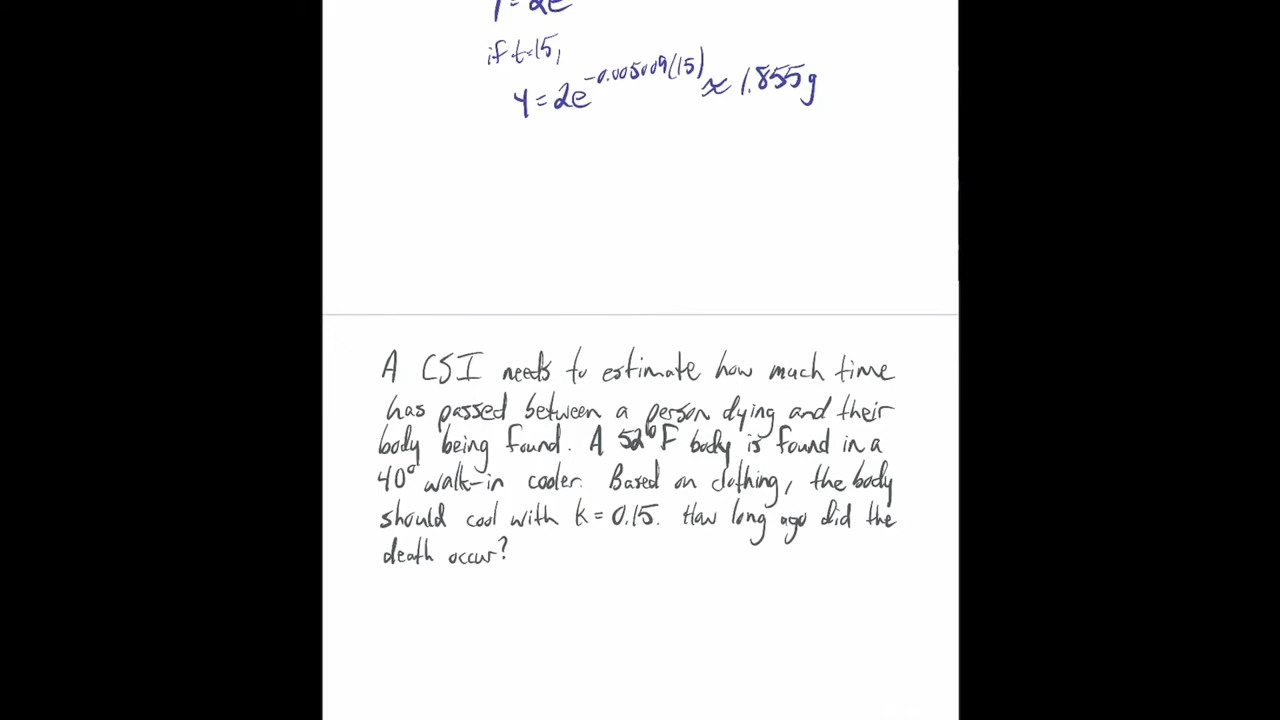 Y = 2e
if t=15,
y = 2e^-0.005009(15) ≈ 1.855g
A CSI needs to estimate how much time
has passed between a person dying and their
body being found. A 52°F body is found in a
40° walk-in cooler. Based on clothing, the body
should cool with k = 0.15. How long ago did the
death occur?